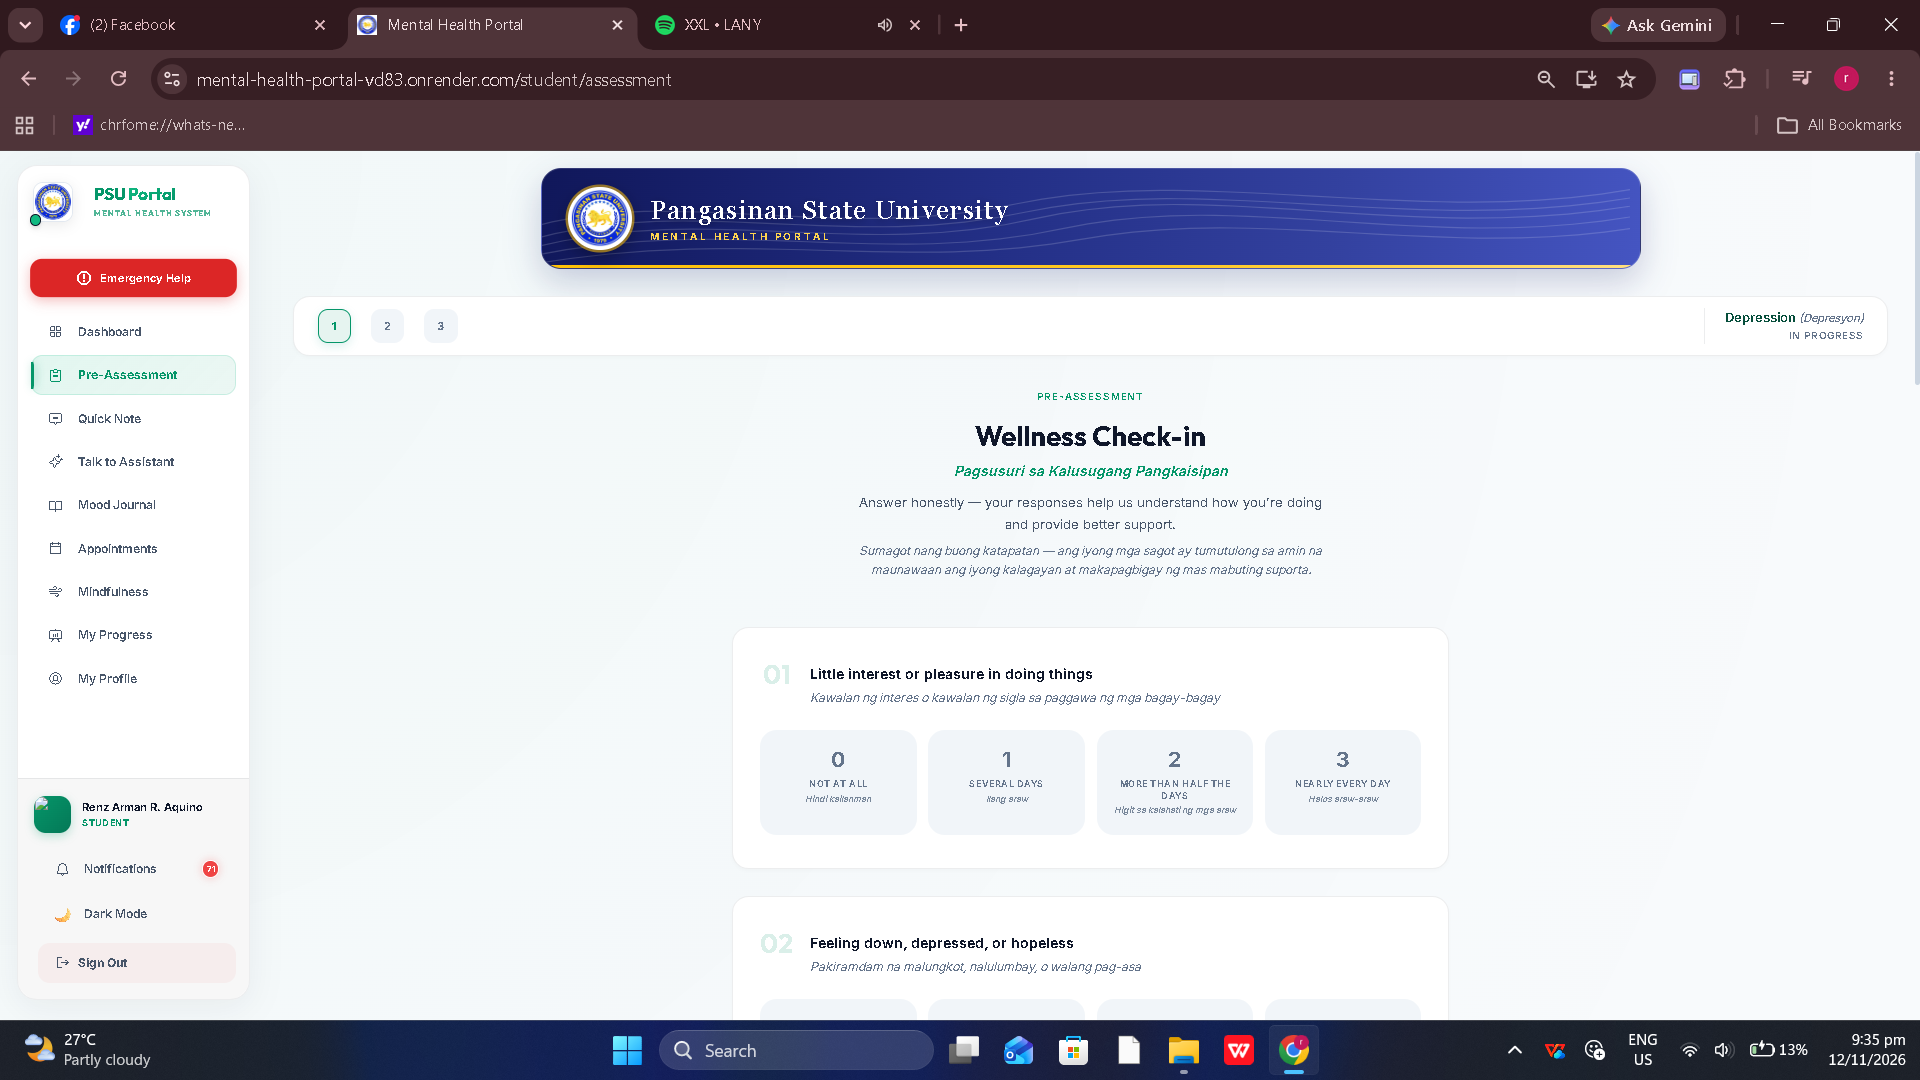 (2) Facebook
Mental Health Portal
XXL • LANY
Ask Gemini
mental-health-portal-vd83.onrender.com/student/assessment
r
chrfome://whats-ne...
All Bookmarks
PSU Portal
MENTAL HEALTH SYSTEM
Emergency Help
Dashboard
Pre-Assessment
Quick Note
Talk to Assistant
Mood Journal
Appointments
Mindfulness
My Progress
My Profile
Renz Arman R. Aquino
STUDENT
Notifications
71
Dark Mode
Sign Out
Pangasinan State University
MENTAL HEALTH PORTAL
1
2
3
Depression (Depresyon)
IN PROGRESS
PRE-ASSESSMENT
Wellness Check-in
Pagsusuri sa Kalusugang Pangkaisipan
Answer honestly — your responses help us understand how you're doing
and provide better support.
Sumagot nang buong katapatan — ang iyong mga sagot ay tumutulong sa amin na
maunawaan ang iyong kalagayan at makapagbigay ng mas mabuting suporta.
01
Little interest or pleasure in doing things
Kawalan ng interes o kawalan ng sigla sa paggawa ng mga bagay-bagay
0
NOT AT ALL
Hindi kailanman
1
SEVERAL DAYS
Ilang araw
2
MORE THAN HALF THE
DAYS
Higit sa kalahati ng mga araw
3
NEARLY EVERY DAY
Halos araw-araw
02
Feeling down, depressed, or hopeless
Pakiramdam na malungkot, nalulumbay, o walang pag-asa
27°C
Partly cloudy
Search
ENG
US
13%
9:35 pm
12/11/2026